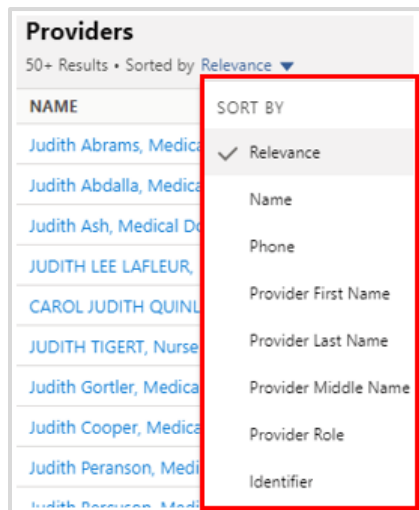 Providers
50+ Results • Sorted by Relevance
NAME
Judith Abrams, Medica
Judith Abdalla, Medica
Judith Ash, Medical Do
JUDITH LEE LAFLEUR,
CAROL JUDITH QUINL
JUDITH TIGERT, Nurse
Judith Gortler, Medica
Judith Cooper, Medica
Judith Peranson, Medi
SORT BY
Relevance
Name
Phone
Provider First Name
Provider Last Name
Provider Middle Name
Provider Role
Identifier